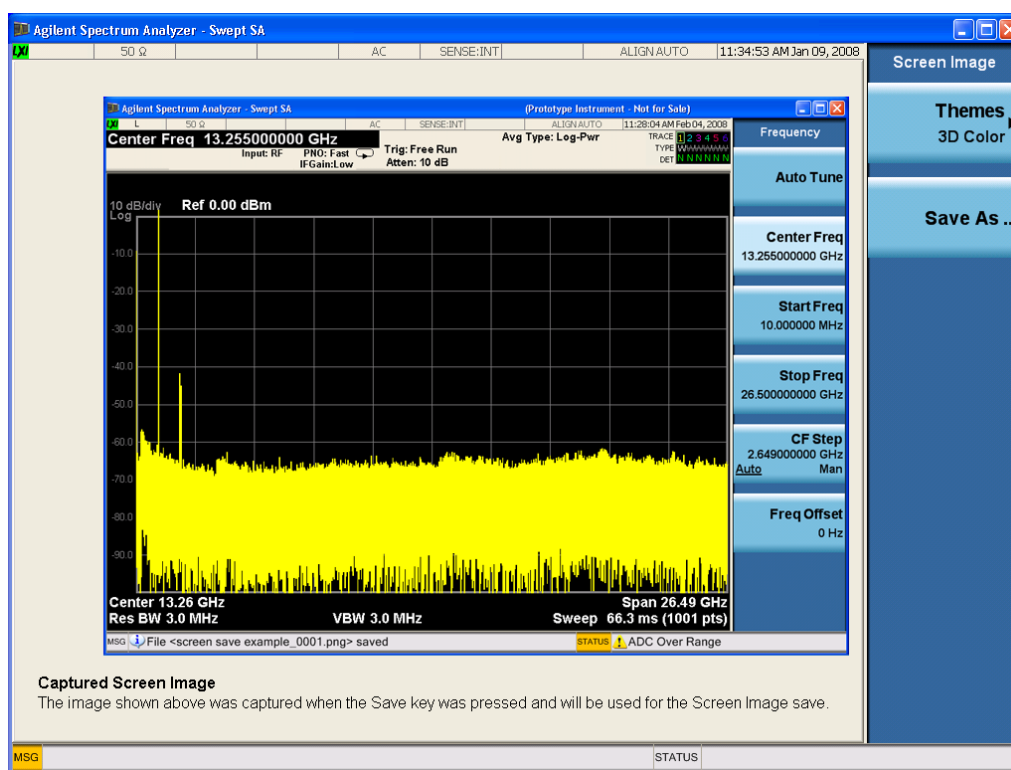 Agilent Spectrum Analyzer - Swept SA
LXI 50 Ω AC SENSE:INT ALIGN AUTO 11:34:53 AM Jan 09, 2008
Screen Image
Themes
3D Color
Save As ..
Agilent Spectrum Analyzer - Swept SA (Prototype Instrument - Not for Sale)
LXI L 50 Ω AC SENSE:INT ALIGN AUTO 11:28:04 AM Feb 04, 2008
Center Freq 13.255000000 GHz
Input: RF
PNO: Fast
IFGain:Low
Trig: Free Run
Atten: 10 dB
Avg Type: Log-Pwr
TRACE 1 2 3 4 5 6
TYPE WWWWWW
DET N N N N N N
10 dB/div
Log
Ref 0.00 dBm
-10.0
-20.0
-30.0
-40.0
-50.0
-60.0
-70.0
-80.0
-90.0
Center 13.26 GHz
Res BW 3.0 MHz
VBW 3.0 MHz
Span 26.49 GHz
Sweep 66.3 ms (1001 pts)
Frequency
Auto Tune
Center Freq
13.255000000 GHz
Start Freq
10.000000 MHz
Stop Freq
26.500000000 GHz
CF Step
2.649000000 GHz
Auto Man
Freq Offset
0 Hz
MSG File <screen save example_0001.png> saved
STATUS ADC Over Range
Captured Screen Image
The image shown above was captured when the Save key was pressed and will be used for the Screen Image save.
MSG
STATUS